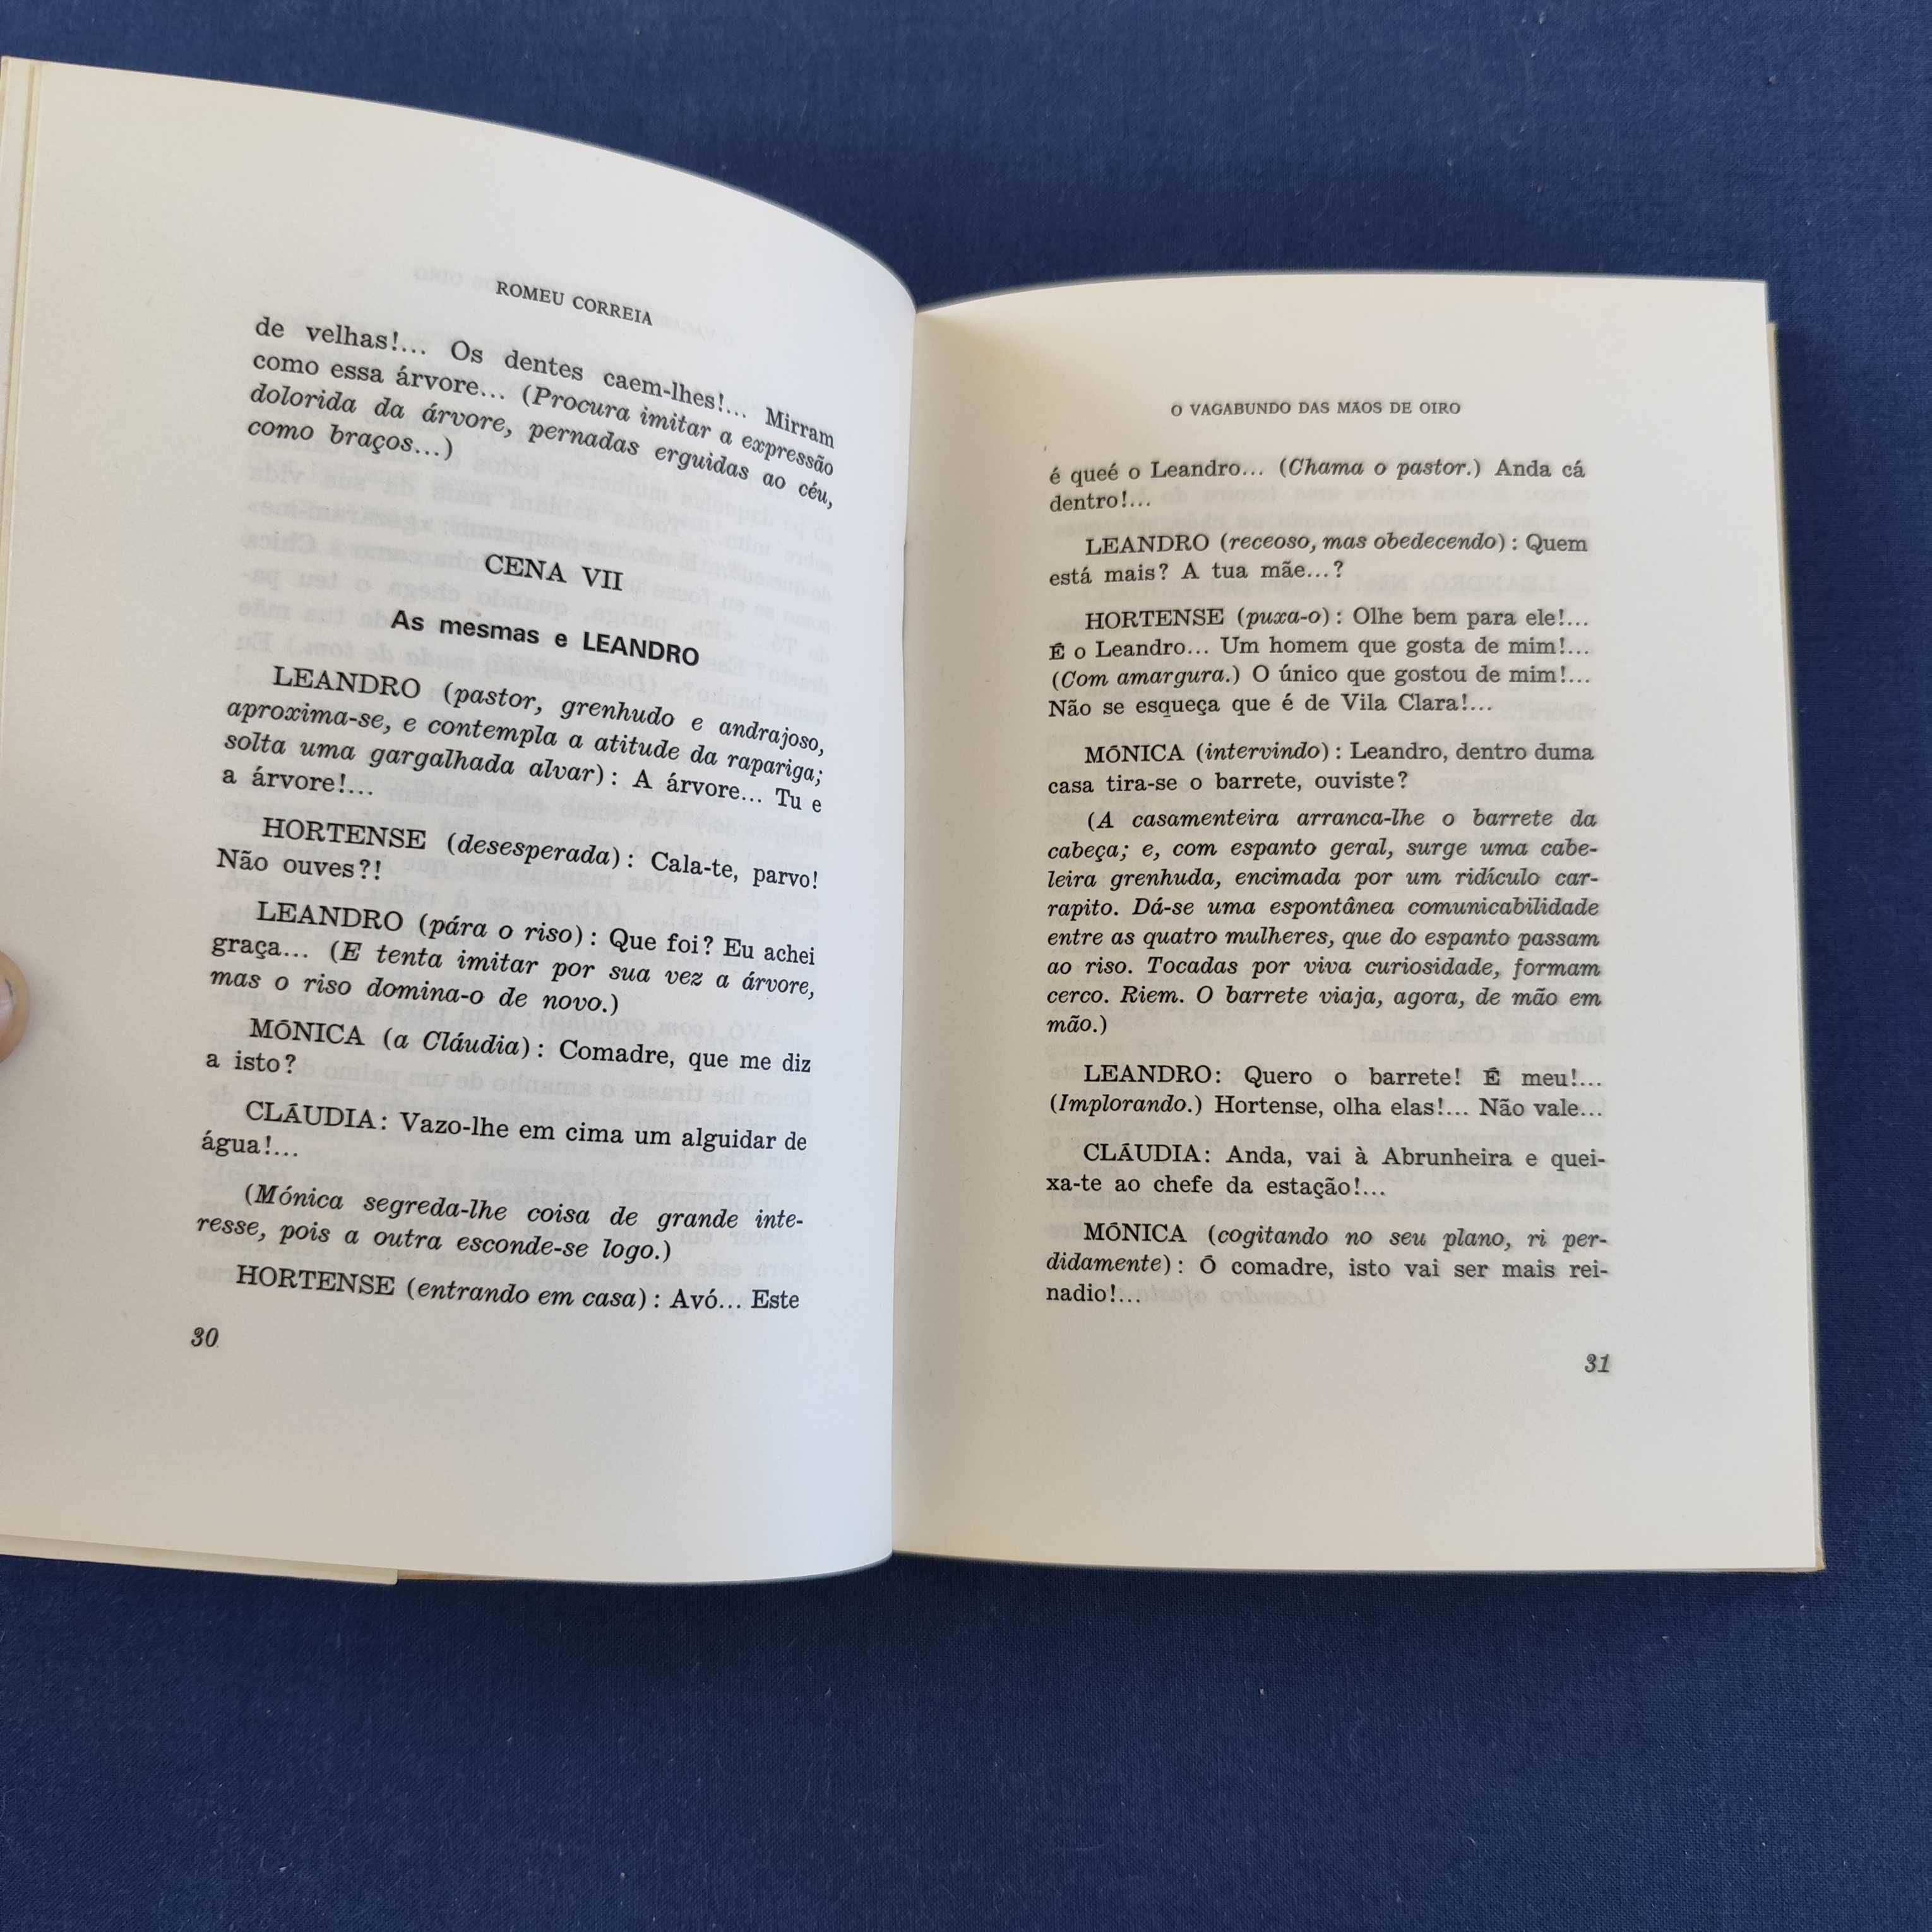 ROMEU CORREIA
de velhas!... Os dentes caem-lhes!... Mirram
como essa árvore... (Procura imitar a expressão
dolorida da árvore, pernadas erguidas ao céu,
como braços...)
CENA VII
As mesmas e LEANDRO
LEANDRO (pastor, grenhudo e andrajoso,
aproxima-se, e contempla a atitude da rapariga;
solta uma gargalhada alvar): A árvore... Tu e
a árvore!...
HORTENSE (desesperada): Cala-te, parvo!
Não ouves?!
LEANDRO (pára o riso): Que foi? Eu achei
graça... (E tenta imitar por sua vez a árvore,
mas o riso domina-o de novo.)
MÓNICA (a Cláudia): Comadre, que me diz
a isto?
CLÁUDIA: Vazo-lhe em cima um alguidar de
água!...
(Mónica segreda-lhe coisa de grande inte-
resse, pois a outra esconde-se logo.)
HORTENSE (entrando em casa): Avó... Este
30
O VAGABUNDO DAS MÃOS DE OIRO
é queé o Leandro... (Chama o pastor.) Anda cá
dentro!...
LEANDRO (receoso, mas obedecendo): Quem
está mais? A tua mãe...?
HORTENSE (puxa-o): Olhe bem para ele!...
É o Leandro... Um homem que gosta de mim!...
(Com amargura.) O único que gostou de mim!...
Não se esqueça que é de Vila Clara!...
MÓNICA (intervindo): Leandro, dentro duma
casa tira-se o barrete, ouviste?
(A casamenteira arranca-lhe o barrete da
cabeça; e, com espanto geral, surge uma cabe-
leira grenhuda, encimada por um ridículo car-
rapito. Dá-se uma espontânea comunicabilidade
entre as quatro mulheres, que do espanto passam
ao riso. Tocadas por viva curiosidade, formam
cerco. Riem. O barrete viaja, agora, de mão em
mão.)
LEANDRO: Quero o barrete! É meu!...
(Implorando.) Hortense, olha elas!... Não vale...
CLÁUDIA: Anda, vai à Abrunheira e quei-
xa-te ao chefe da estação!...
MÓNICA (cogitando no seu plano, ri per-
didamente): Ó comadre, isto vai ser mais rei-
nadio!...
31